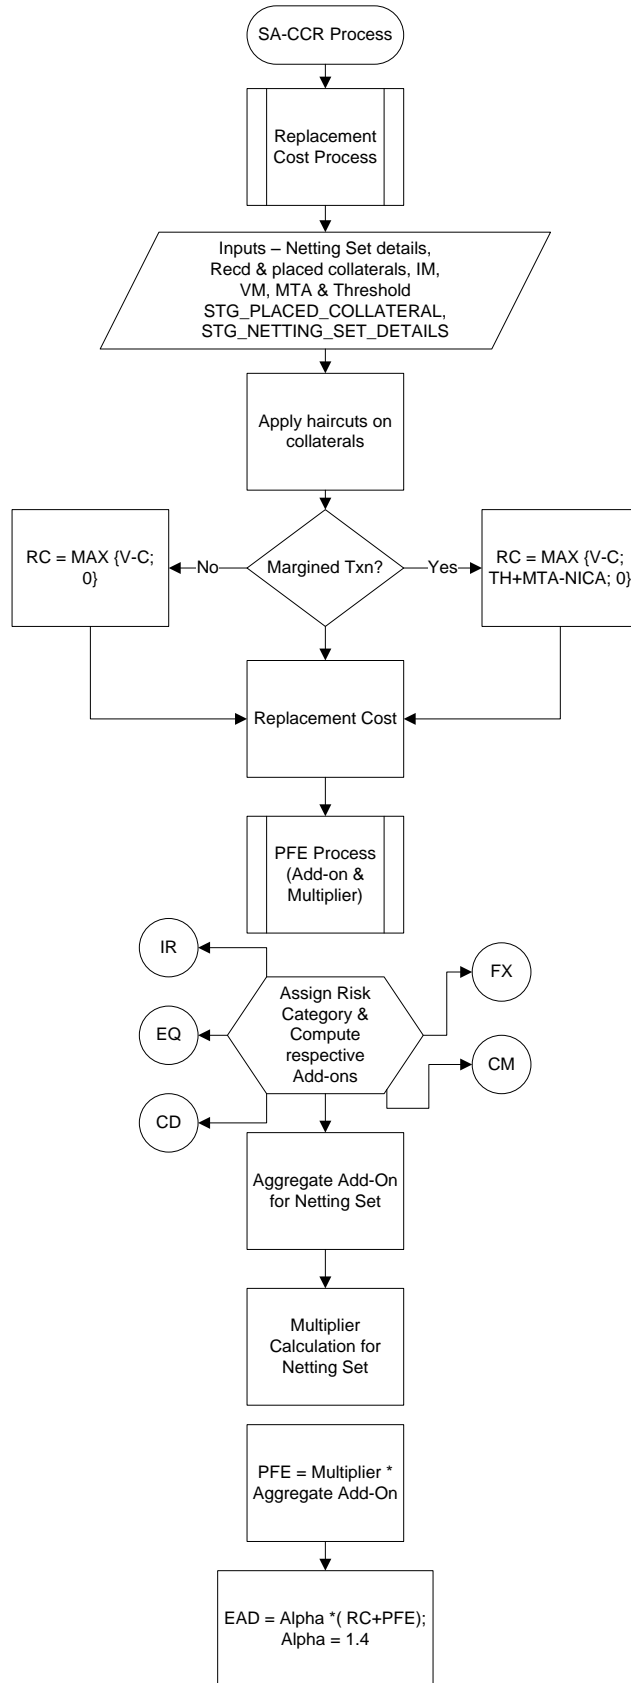 SA-CCR Process
Replacement
Cost Process
Inputs – Netting Set details,
Recd & placed collaterals, IM,
VM, MTA & Threshold
STG_PLACED_COLLATERAL,
STG_NETTING_SET_DETAILS
Apply haircuts on
collaterals
RC = MAX {V-C;
0}
No
Margined Txn?
Yes
RC = MAX {V-C;
TH+MTA-NICA; 0}
Replacement Cost
PFE Process
(Add-on &
Multiplier)
IR
EQ
CD
Assign Risk
Category &
Compute
respective
Add-ons
FX
CM
Aggregate Add-On
for Netting Set
Multiplier
Calculation for
Netting Set
PFE = Multiplier *
Aggregate Add-On
EAD = Alpha *( RC+PFE);
Alpha = 1.4